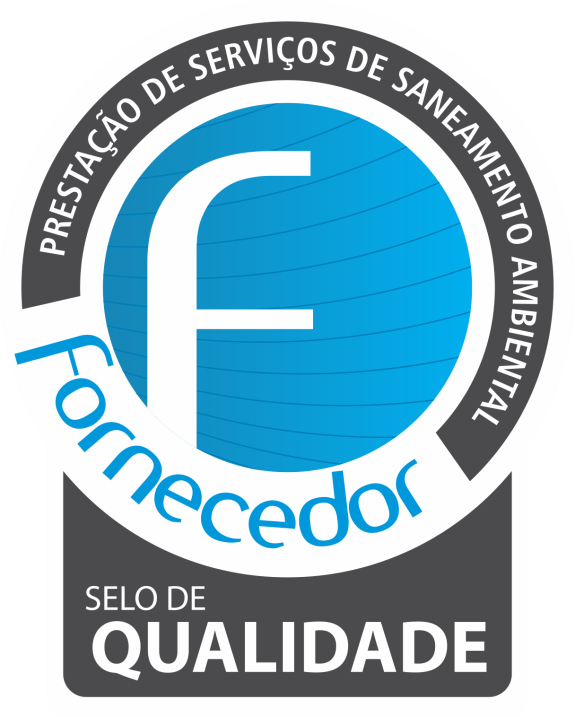 PRESTAÇÃO DE SERVIÇOS DE SANEAMENTO AMBIENTAL
f
fornecedor
SELO DE
QUALIDADE